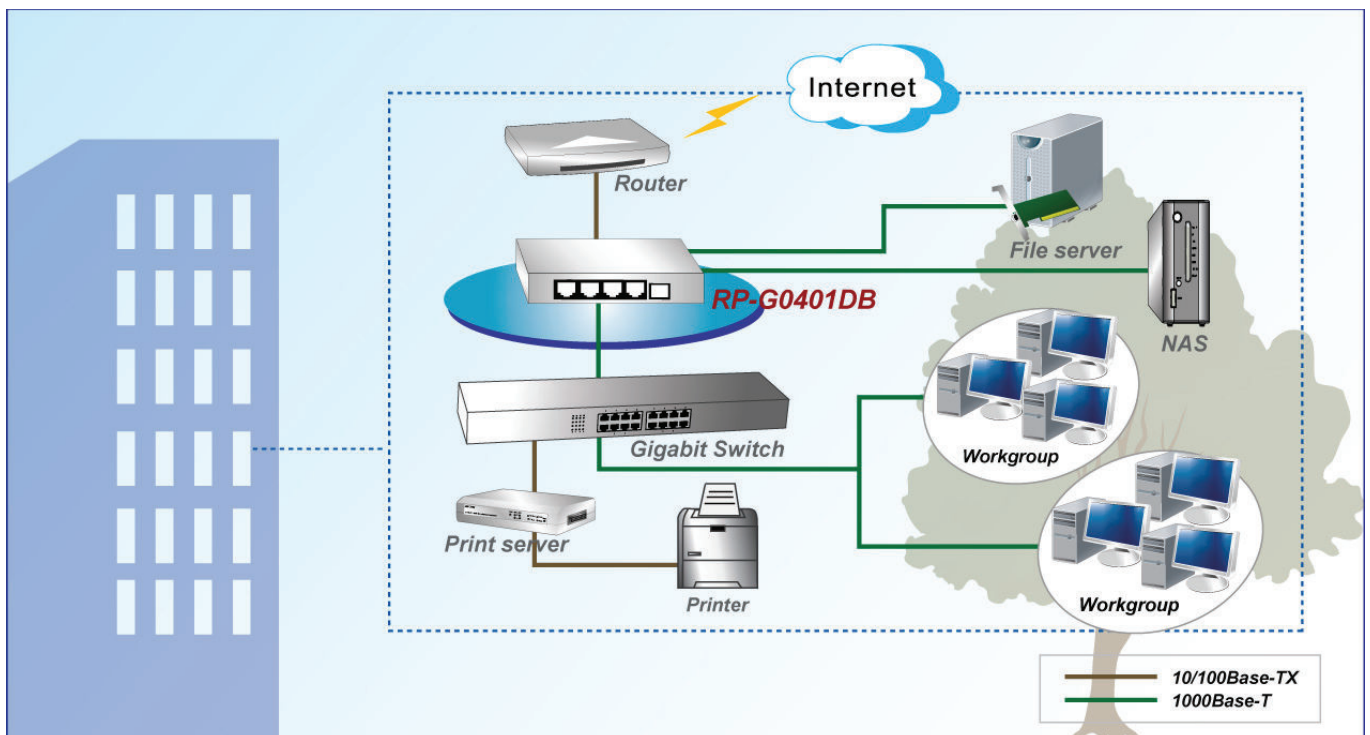 Internet
Router
File server
RP-G0401DB
NAS
Gigabit Switch
Workgroup
Print server
Printer
Workgroup
10/100Base-TX
1000Base-T